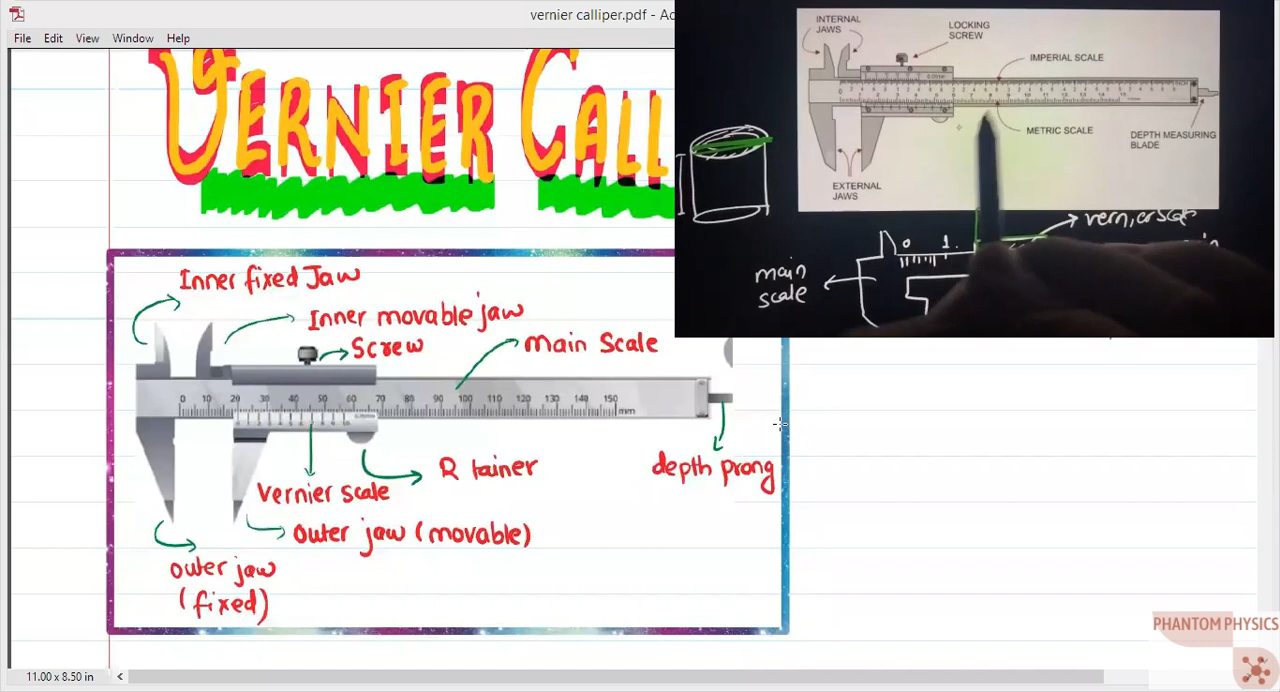 vernier calliper.pdf - Ac
File Edit View Window Help
VERNIER CALL
INTERNAL
JAWS
LOCKING
SCREW
IMPERIAL SCALE
METRIC SCALE
DEPTH MEASURING
BLADE
EXTERNAL
JAWS
0 1
main
scale
Inner fixed Jaw
Inner movable jaw
Screw
main Scale
0 10 20 30 40 50 60 70 80 90 100 110 120 130 140 150
mm
R tainer
depth prong
Vernier scale
Outer jaw (movable)
Outer jaw
(fixed)
PHANTOM PHYSICS
11.00 x 8.50 in